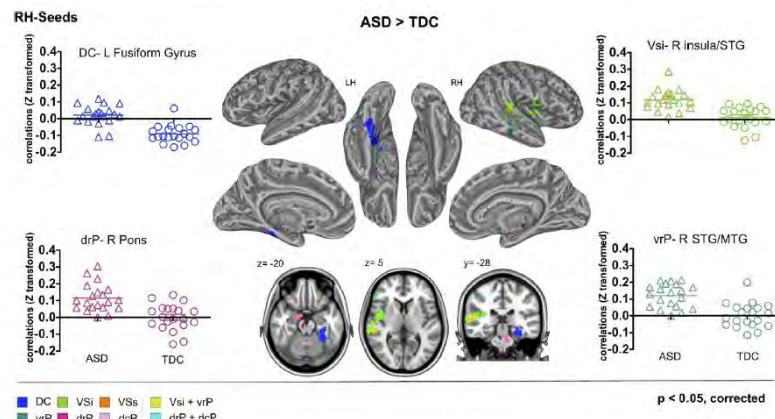 RH-Seeds
ASD > TDC
DC- L Fusiform Gyrus
0.4
0.3
0.2
0.1
0.0
-0.1
0.2
correlations (Z transformed)
LH
RH
Vsi- R insula/STG
0.4
0.3
0.2
0.1
0.0
-0.1
0.2
correlations (Z transformed)
drP- R Pons
0.4
0.3
0.2
0.1
0.0
-0.1
0.2
correlations (Z transformed)
ASD
TDC
z= -20
z= 5
y= -28
vrP- R STG/MTG
0.4
0.3
0.2
0.1
0.0
-0.1
0.2
correlations (Z transformed)
ASD
TDC
DC VSi VSs Vsi + vrP
vrP drP dcP drP + dcP
p < 0.05, corrected